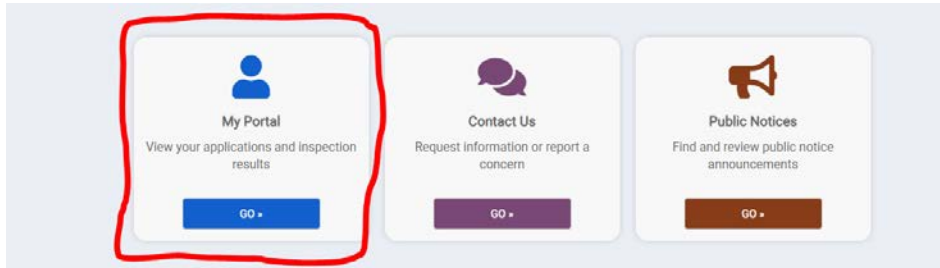 My Portal
View your applications and inspection
results
GO »
Contact Us
Request information or report a
concern
GO »
Public Notices
Find and review public notice
announcements
GO »